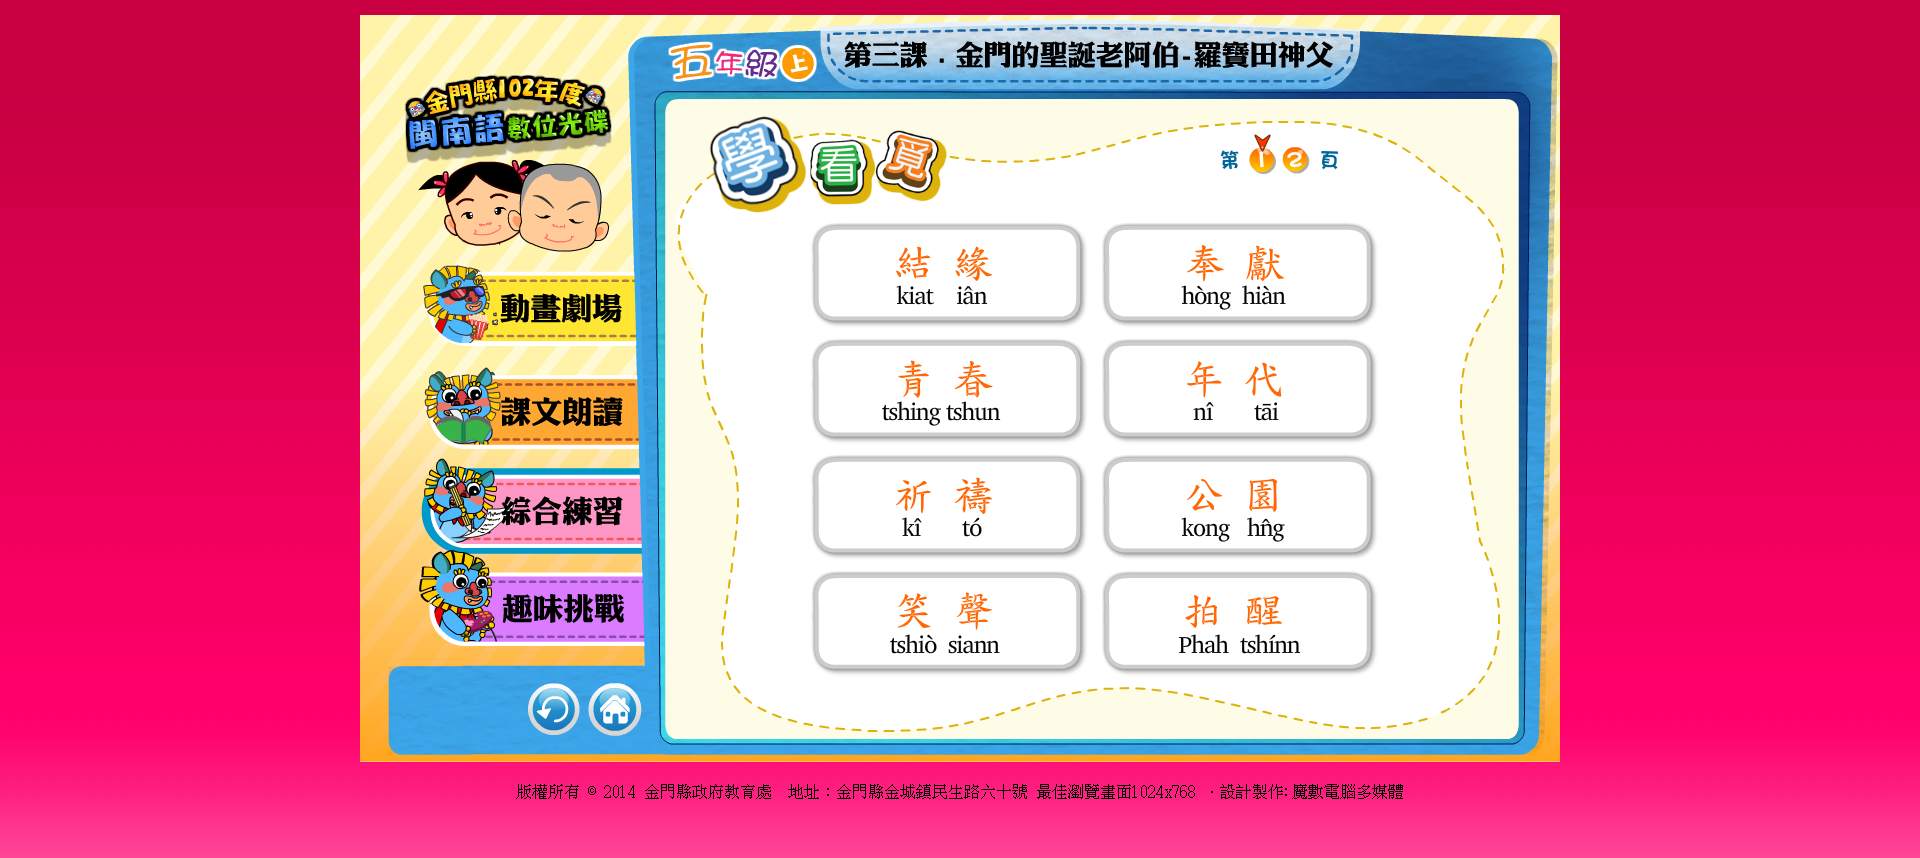 五年級上
第三課．金門的聖誕老阿伯-羅寶田神父
金門縣102年度
閩南語數位光碟
學看覓
第 1 2 頁
動畫劇場
課文朗讀
綜合練習
趣味挑戰
結 緣
kiat iân
奉 獻
hòng hiàn
青 春
tshing tshun
年 代
nî tāi
祈 禱
kî tó
公 園
kong hn̂g
笑 聲
tshiò siann
拍 醒
Phah tshínn
版權所有 © 2014 金門縣政府教育處 地址：金門縣金城鎮民生路六十號 最佳瀏覽畫面1024x768 ‧設計製作:魔數電腦多媒體